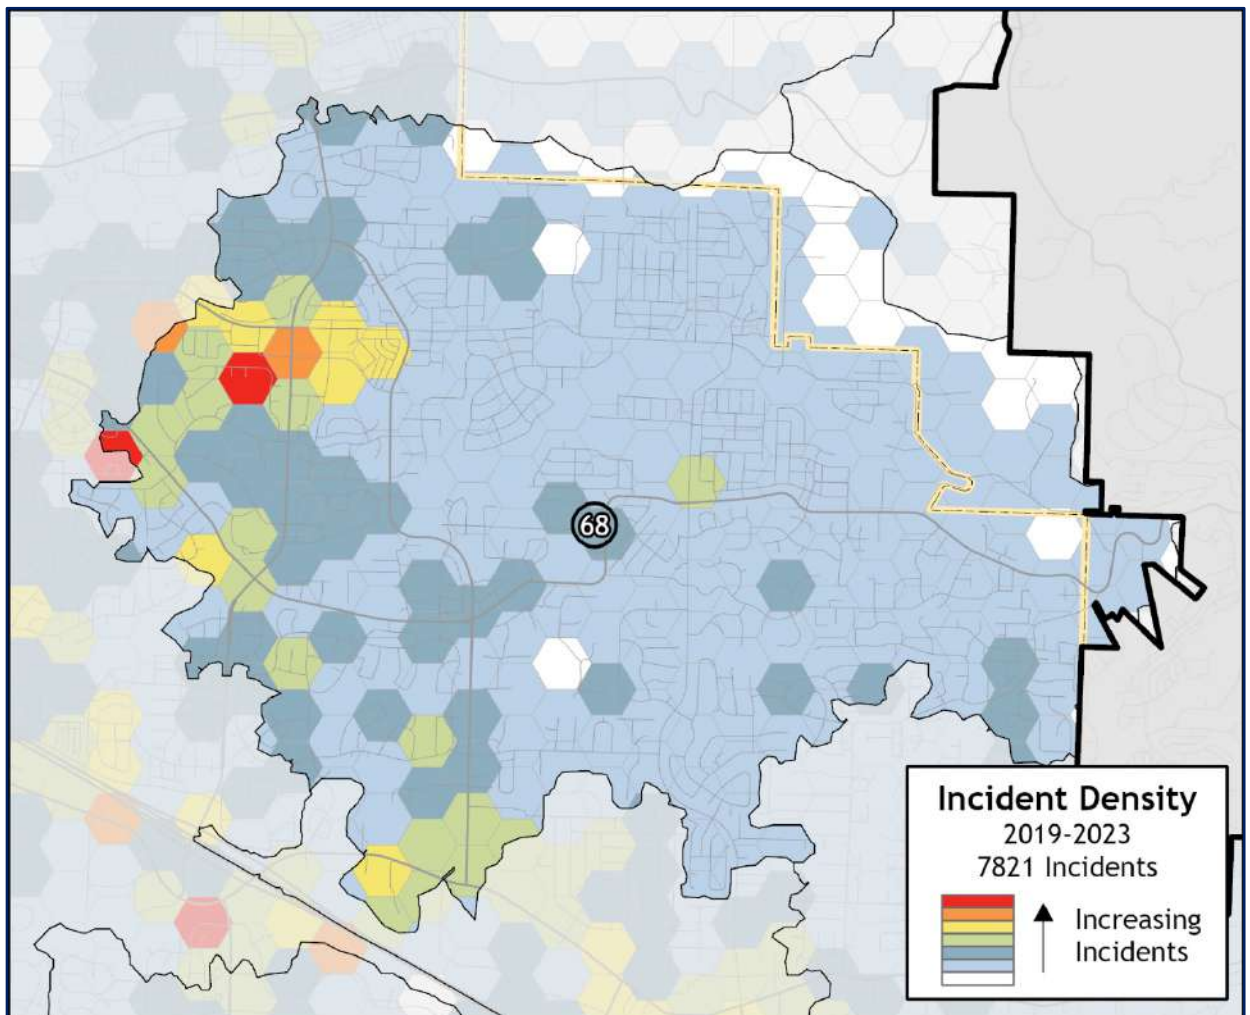 68
Incident Density
2019-2023
7821 Incidents
Increasing
Incidents